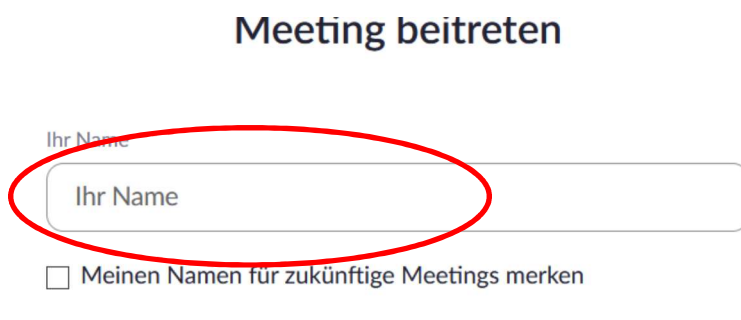 Meeting beitreten
Ihr Name
Ihr Name
Meinen Namen für zukünftige Meetings merken